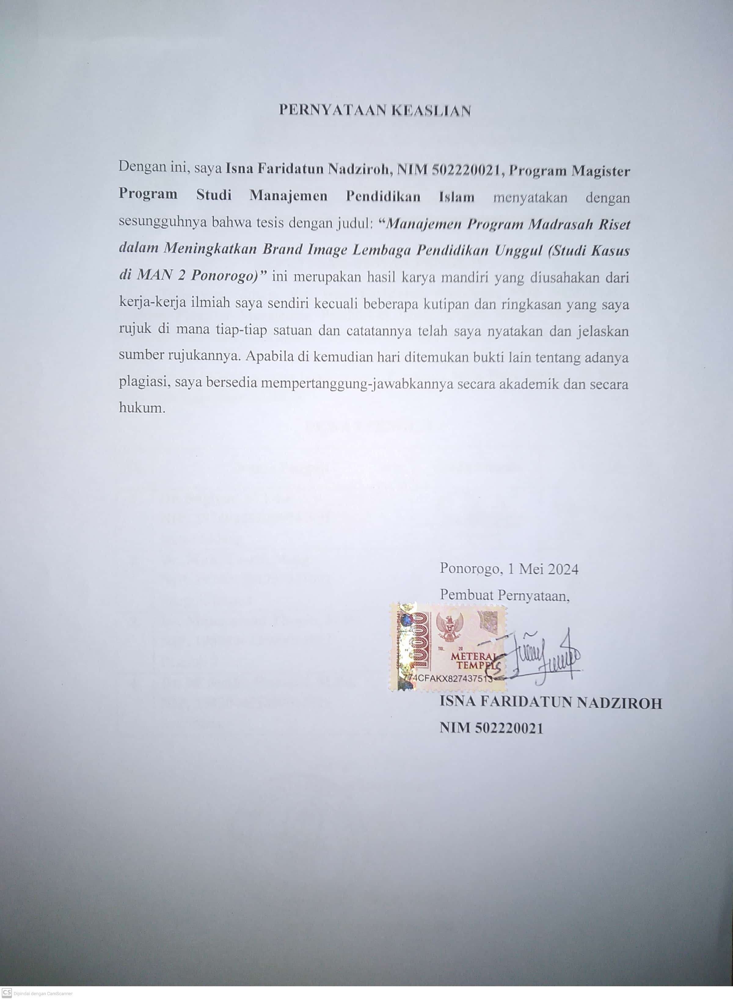 PERNYATAAN KEASLIAN
Dengan ini, saya Isna Faridatun Nadziroh, NIM 502220021, Program Magister
Program Studi Manajemen Pendidikan Islam menyatakan dengan
sesungguhnya bahwa tesis dengan judul: “Manajemen Program Madrasah Riset
dalam Meningkatkan Brand Image Lembaga Pendidikan Unggul (Studi Kasus
di MAN 2 Ponorogo)” ini merupakan hasil karya mandiri yang diusahakan dari
kerja-kerja ilmiah saya sendiri kecuali beberapa kutipan dan ringkasan yang saya
rujuk di mana tiap-tiap satuan dan catatannya telah saya nyatakan dan jelaskan
sumber rujukannya. Apabila di kemudian hari ditemukan bukti lain tentang adanya
plagiasi, saya bersedia mempertanggung-jawabkannya secara akademik dan secara
hukum.
Ponorogo, 1 Mei 2024
Pembuat Pernyataan,
10000
TGL. 20
METERAI
TEMPEL
774CFAKX827437513
ISNA FARIDATUN NADZIROH
NIM 502220021
CS Dipindai dengan CamScanner